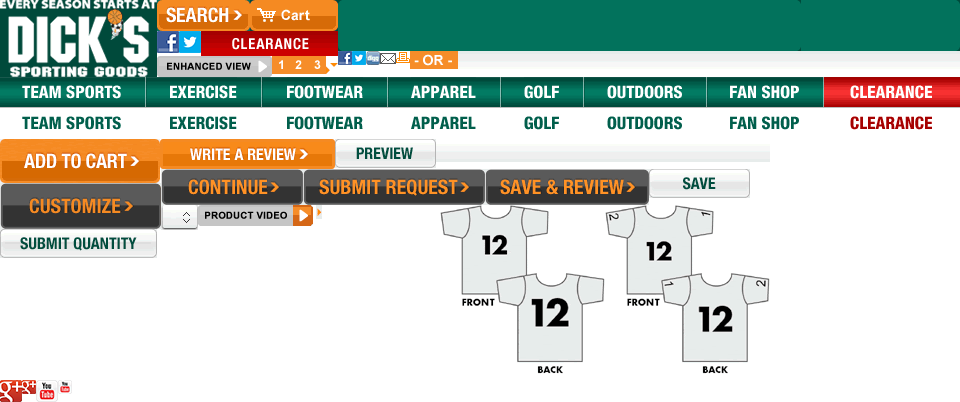 EVERY SEASON STARTS AT
DICK'S
SPORTING GOODS
SEARCH >
Cart
CLEARANCE
ENHANCED VIEW
1 2 3
- OR -
TEAM SPORTS EXERCISE FOOTWEAR APPAREL GOLF OUTDOORS FAN SHOP CLEARANCE
TEAM SPORTS EXERCISE FOOTWEAR APPAREL GOLF OUTDOORS FAN SHOP CLEARANCE
ADD TO CART >
WRITE A REVIEW >
PREVIEW
CONTINUE >
SUBMIT REQUEST >
SAVE & REVIEW >
SAVE
CUSTOMIZE >
PRODUCT VIDEO
SUBMIT QUANTITY
12
FRONT
12
BACK
2 1
12
FRONT
1 2
12
BACK
g+ g+
You Tube
You Tube